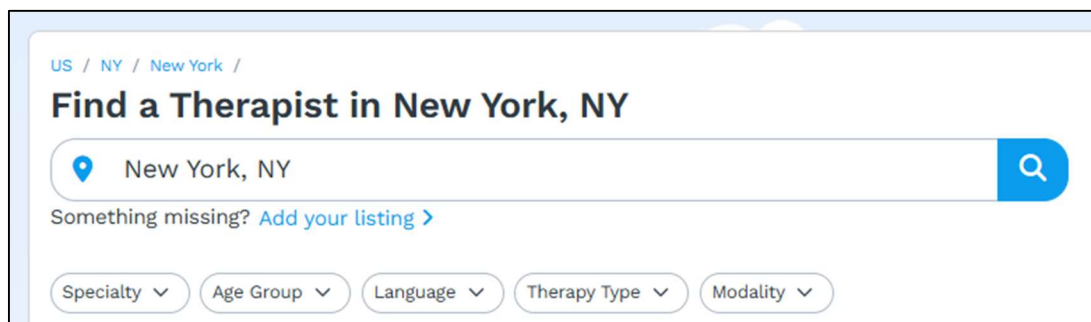 US / NY / New York /
Find a Therapist in New York, NY
New York, NY
Something missing? Add your listing
Specialty Age Group Language Therapy Type Modality